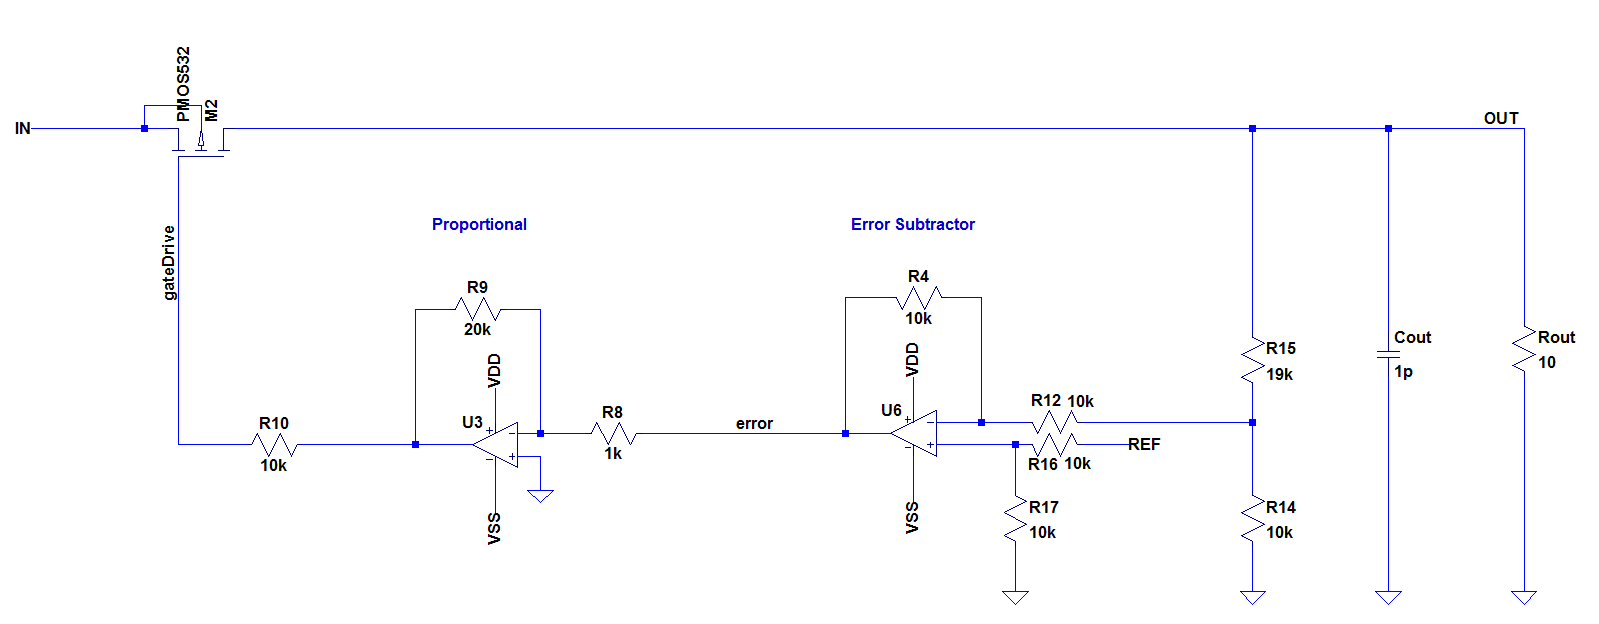 IN
PMOS532
M2
OUT
gateDrive
Proportional
Error Subtractor
R9
20k
VDD
U3
VSS
R10
10k
R8
1k
error
R4
10k
VDD
U6
VSS
R12 10k
R16 10k
REF
R17
10k
R15
19k
R14
10k
Cout
1p
Rout
10